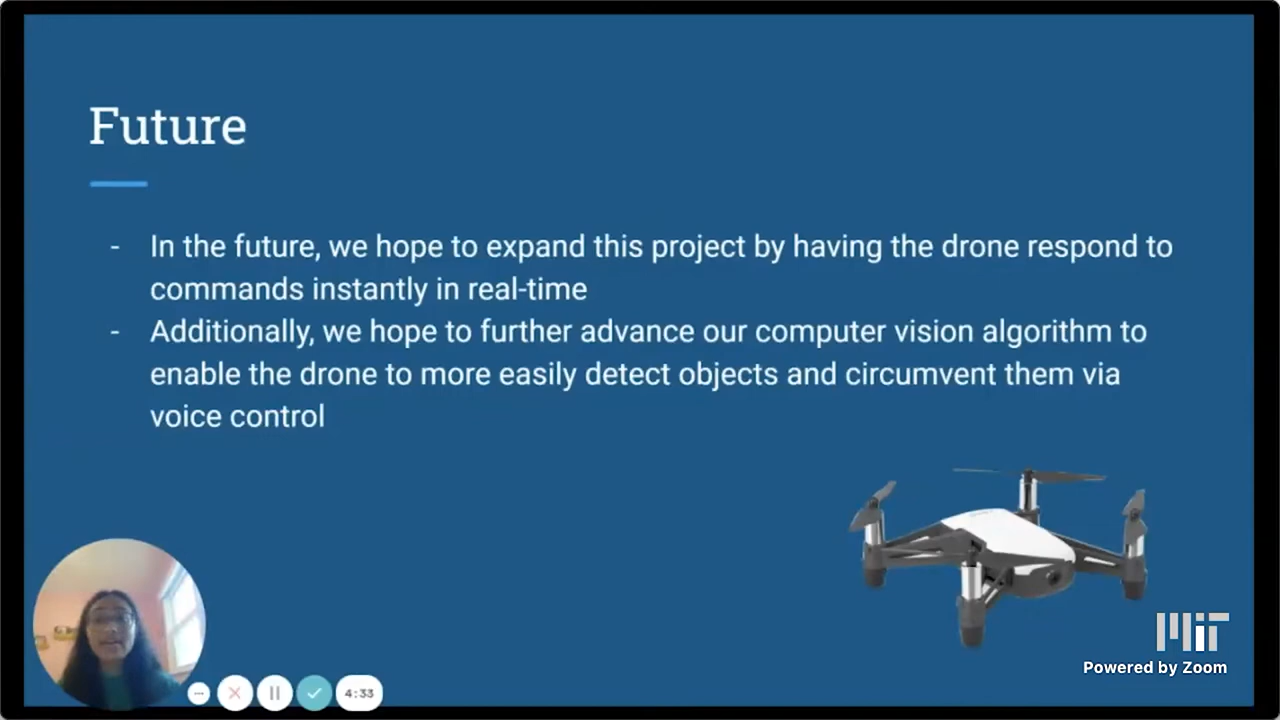 Future
- In the future, we hope to expand this project by having the drone respond to
commands instantly in real-time
- Additionally, we hope to further advance our computer vision algorithm to
enable the drone to more easily detect objects and circumvent them via
voice control
MIT
Powered by Zoom
4:33